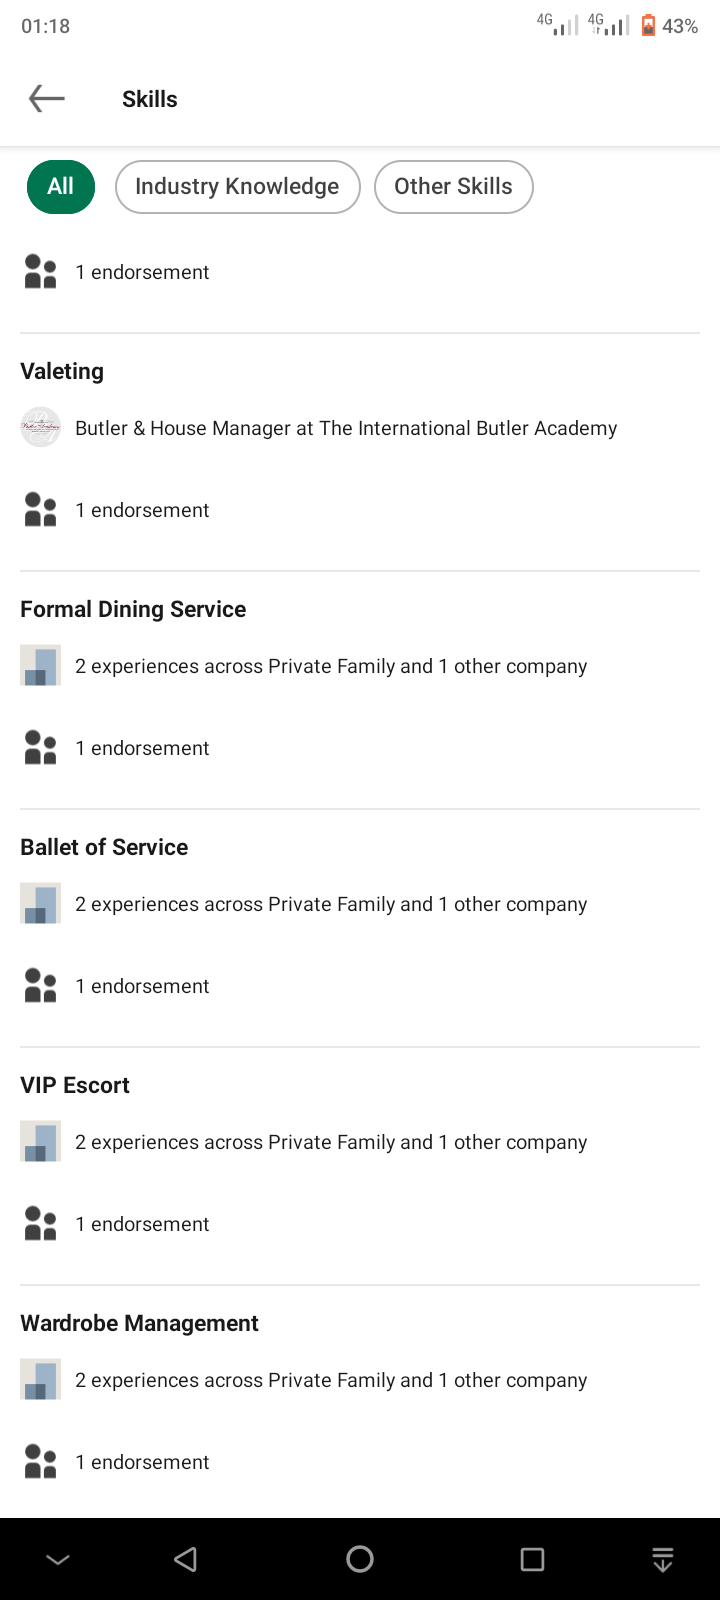 01:18
4G 4G 43%
Skills
All Industry Knowledge Other Skills
1 endorsement
Valeting
Butler & House Manager at The International Butler Academy
1 endorsement
Formal Dining Service
2 experiences across Private Family and 1 other company
1 endorsement
Ballet of Service
2 experiences across Private Family and 1 other company
1 endorsement
VIP Escort
2 experiences across Private Family and 1 other company
1 endorsement
Wardrobe Management
2 experiences across Private Family and 1 other company
1 endorsement